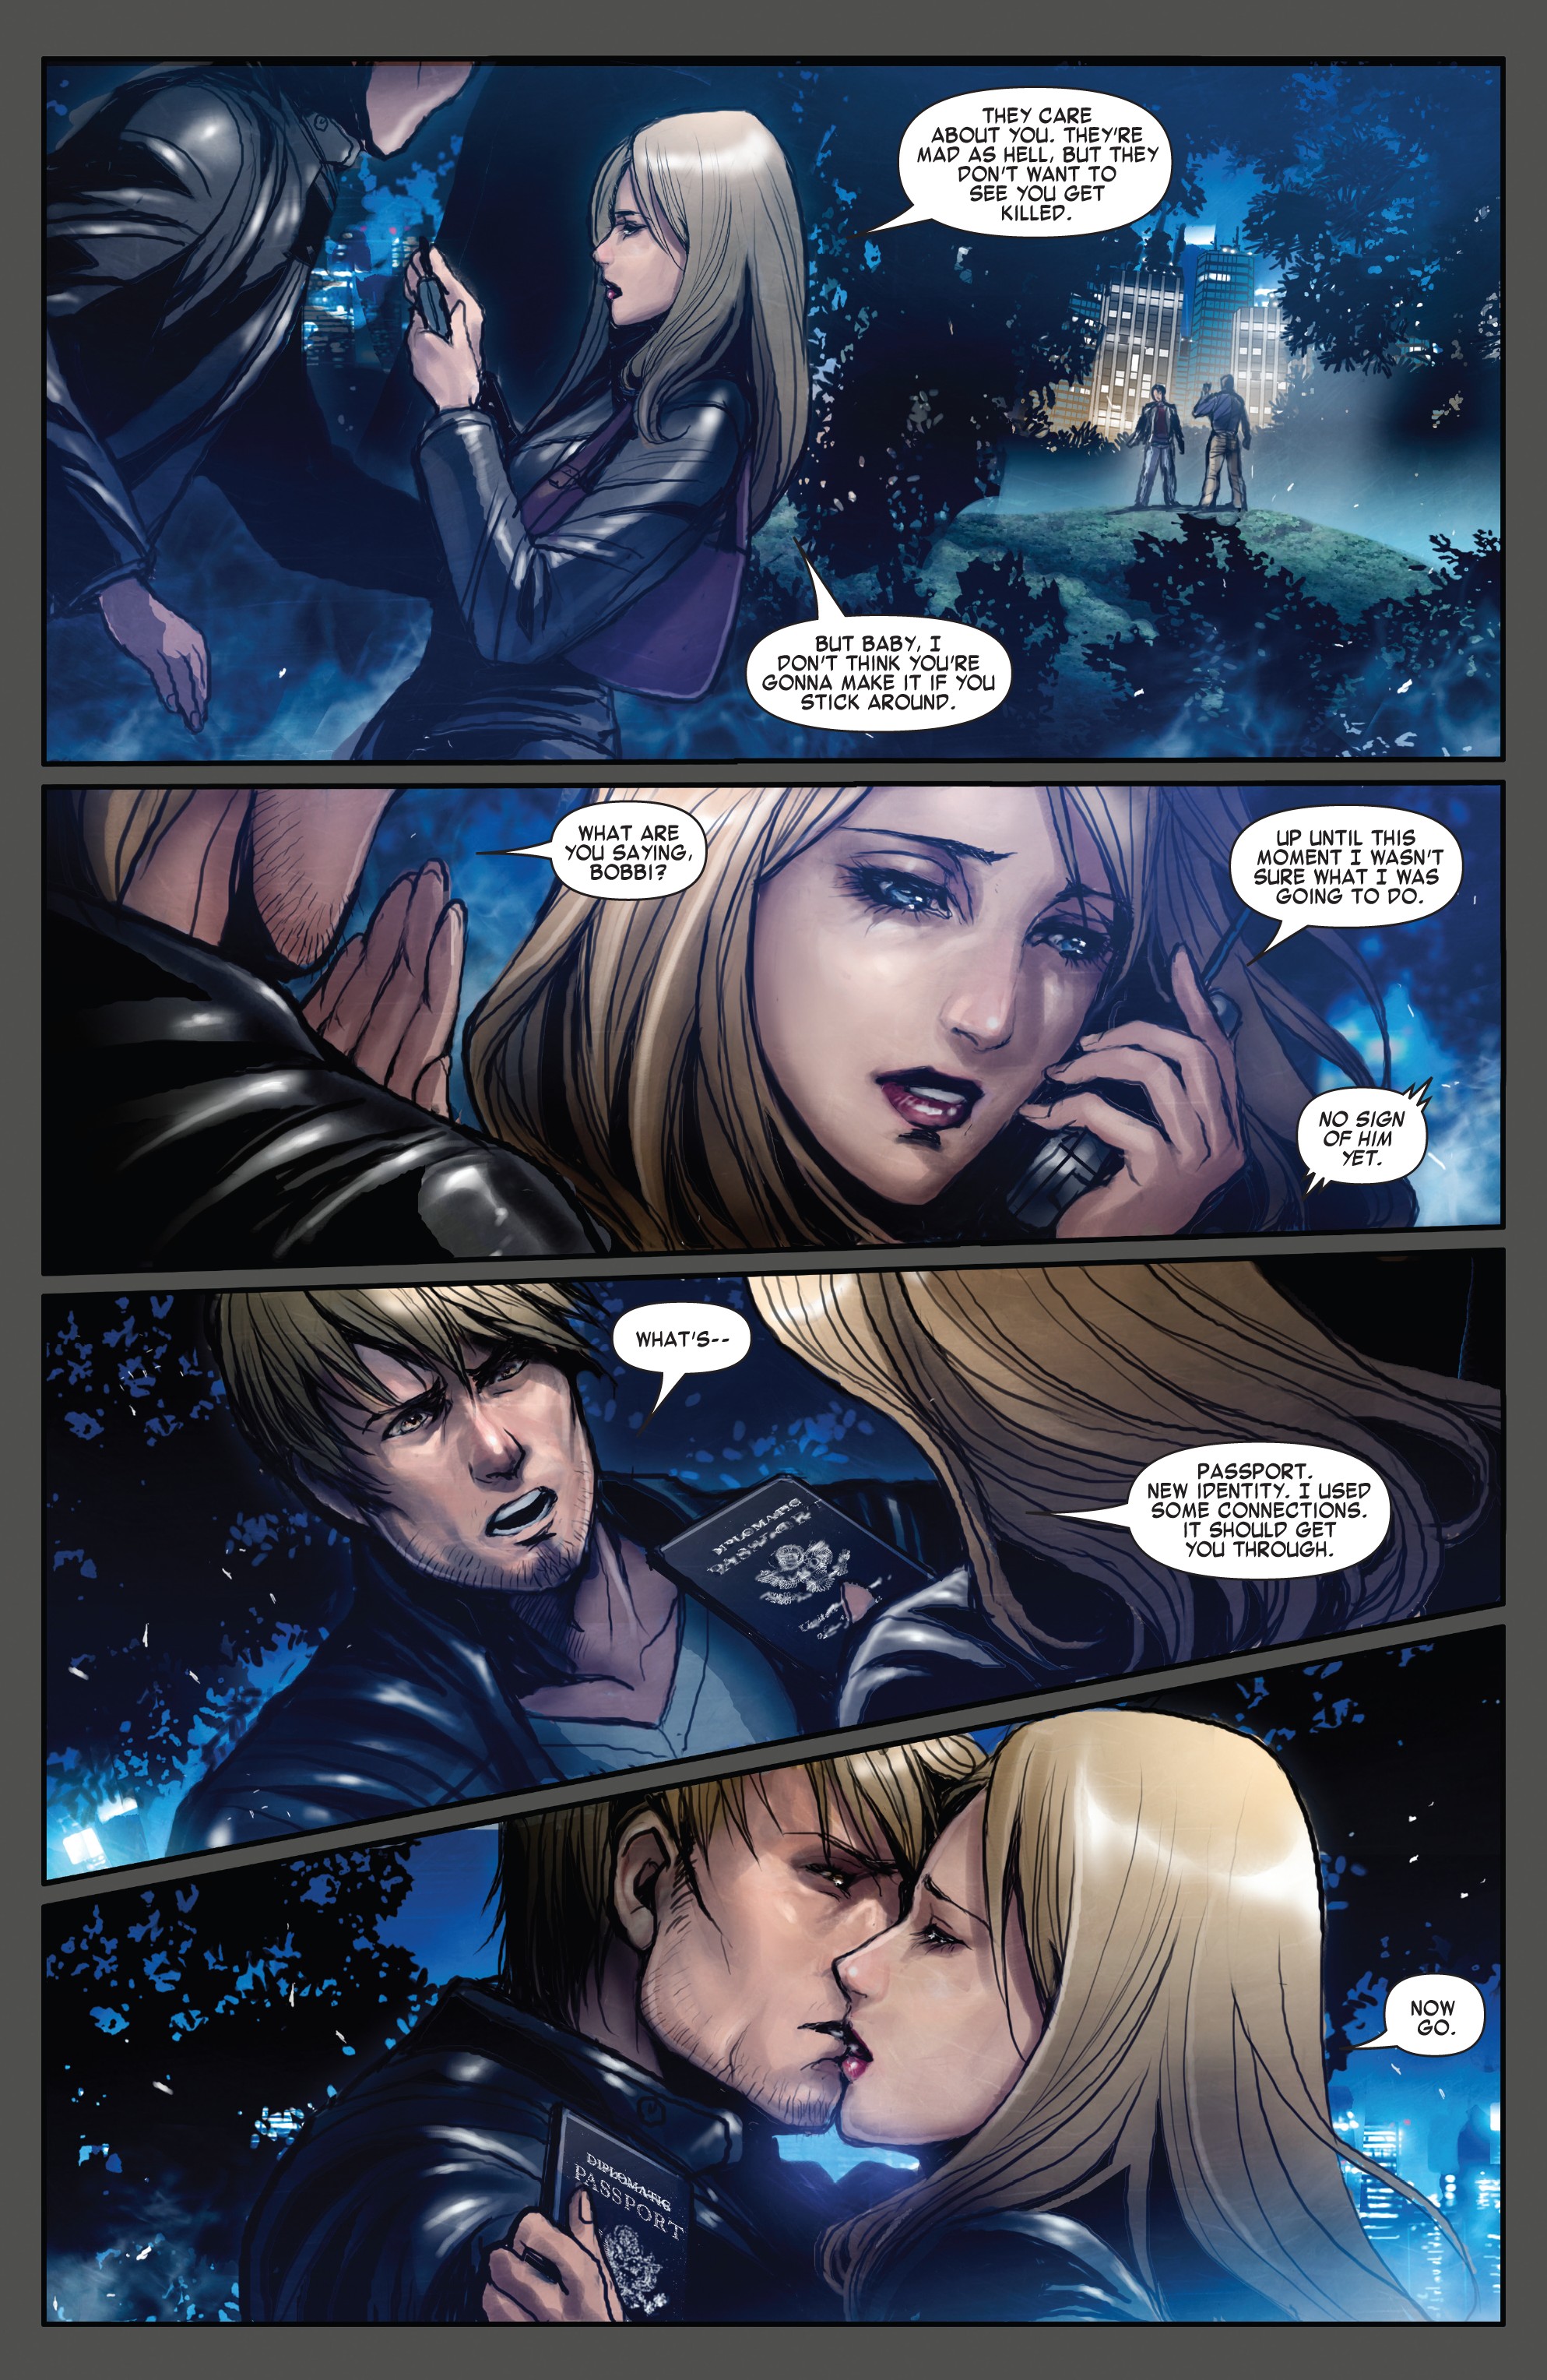 THEY CARE
ABOUT YOU. THEY'RE
MAD AS HELL, BUT THEY
DON'T WANT TO
SEE YOU GET
KILLED.
BUT BABY, I
DON'T THINK YOU'RE
GONNA MAKE IT IF YOU
STICK AROUND.
WHAT ARE
YOU SAYING,
BOBBI?
UP UNTIL THIS
MOMENT I WASN'T
SURE WHAT I WAS
GOING TO DO.
NO SIGN
OF HIM
YET.
WHAT'S--
PASSPORT.
NEW IDENTITY. I USED
SOME CONNECTIONS.
IT SHOULD GET
YOU THROUGH.
DIPLOMATIC
PASSPORT
NOW
GO.
DIPLOMATIC
PASSPORT